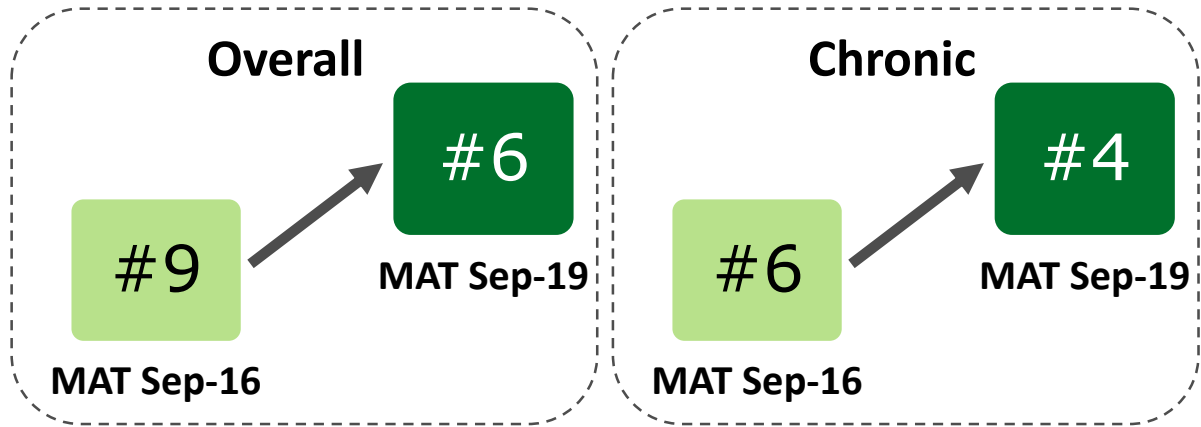 Overall
#6
#9
MAT Sep-19
MAT Sep-16
Chronic
#4
#6
MAT Sep-19
MAT Sep-16